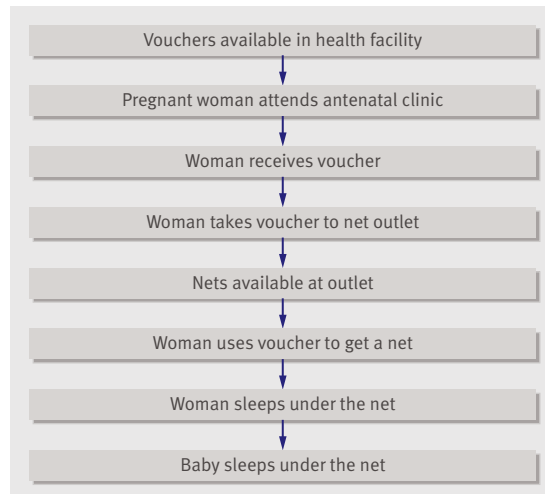 Vouchers available in health facility
Pregnant woman attends antenatal clinic
Woman receives voucher
Woman takes voucher to net outlet
Nets available at outlet
Woman uses voucher to get a net
Woman sleeps under the net
Baby sleeps under the net